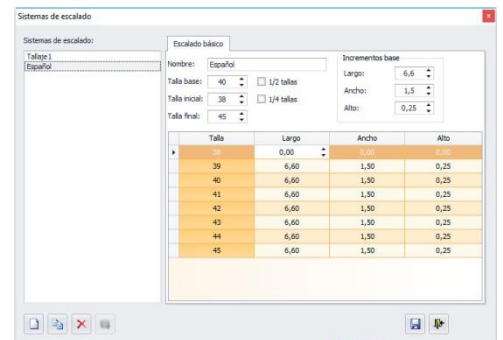 Sistemas de escalado
x
Sistemas de escalado:
Tallaje 1
Español
Escalado básico
Nombre: Español
Talla base: 40 1/2 tallas
Talla inicial: 38 1/4 tallas
Talla final: 45
Incrementos base
Largo: 6,6
Ancho: 1,5
Alto: 0,25
Talla Largo Ancho Alto
38 0,00 0,00 0,00
39 6,60 1,50 0,25
40 6,60 1,50 0,25
41 6,60 1,50 0,25
42 6,60 1,50 0,25
43 6,60 1,50 0,25
44 6,60 1,50 0,25
45 6,60 1,50 0,25